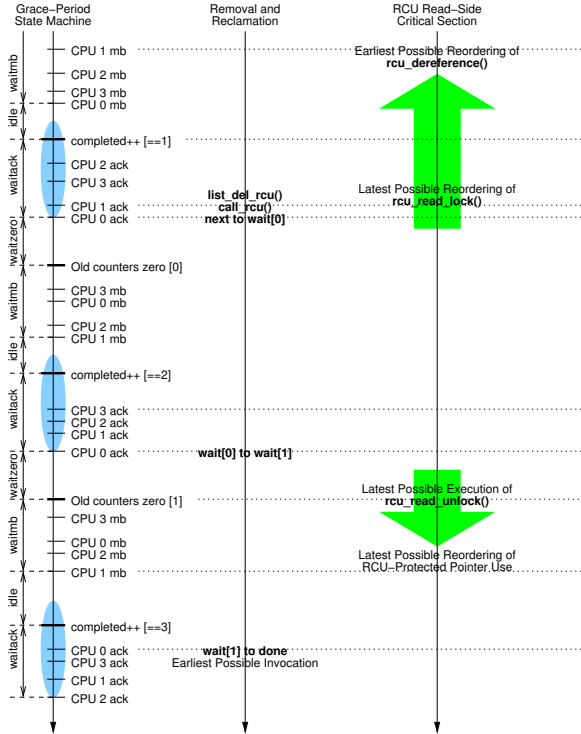 Grace-Period
State Machine
Removal and
Reclamation
RCU Read-Side
Critical Section
waitmb
CPU 1 mb
CPU 2 mb
CPU 3 mb
CPU 0 mb
Earliest Possible Reordering of
rcu_dereference()
idle
completed++ [==1]
waitack
CPU 2 ack
CPU 3 ack
CPU 1 ack
CPU 0 ack
list_del_rcu()
call_rcu()
next to wait[0]
Latest Possible Reordering of
rcu_read_lock()
waitzero
Old counters zero [0]
waitmb
CPU 3 mb
CPU 0 mb
CPU 2 mb
CPU 1 mb
idle
completed++ [==2]
waitack
CPU 3 ack
CPU 2 ack
CPU 1 ack
CPU 0 ack
wait[0] to wait[1]
waitzero
Old counters zero [1]
Latest Possible Execution of
rcu_read_unlock()
waitmb
CPU 3 mb
CPU 0 mb
CPU 2 mb
CPU 1 mb
Latest Possible Reordering of
RCU-Protected Pointer Use
idle
completed++ [==3]
waitack
CPU 0 ack
CPU 3 ack
CPU 1 ack
CPU 2 ack
wait[1] to done
Earliest Possible Invocation